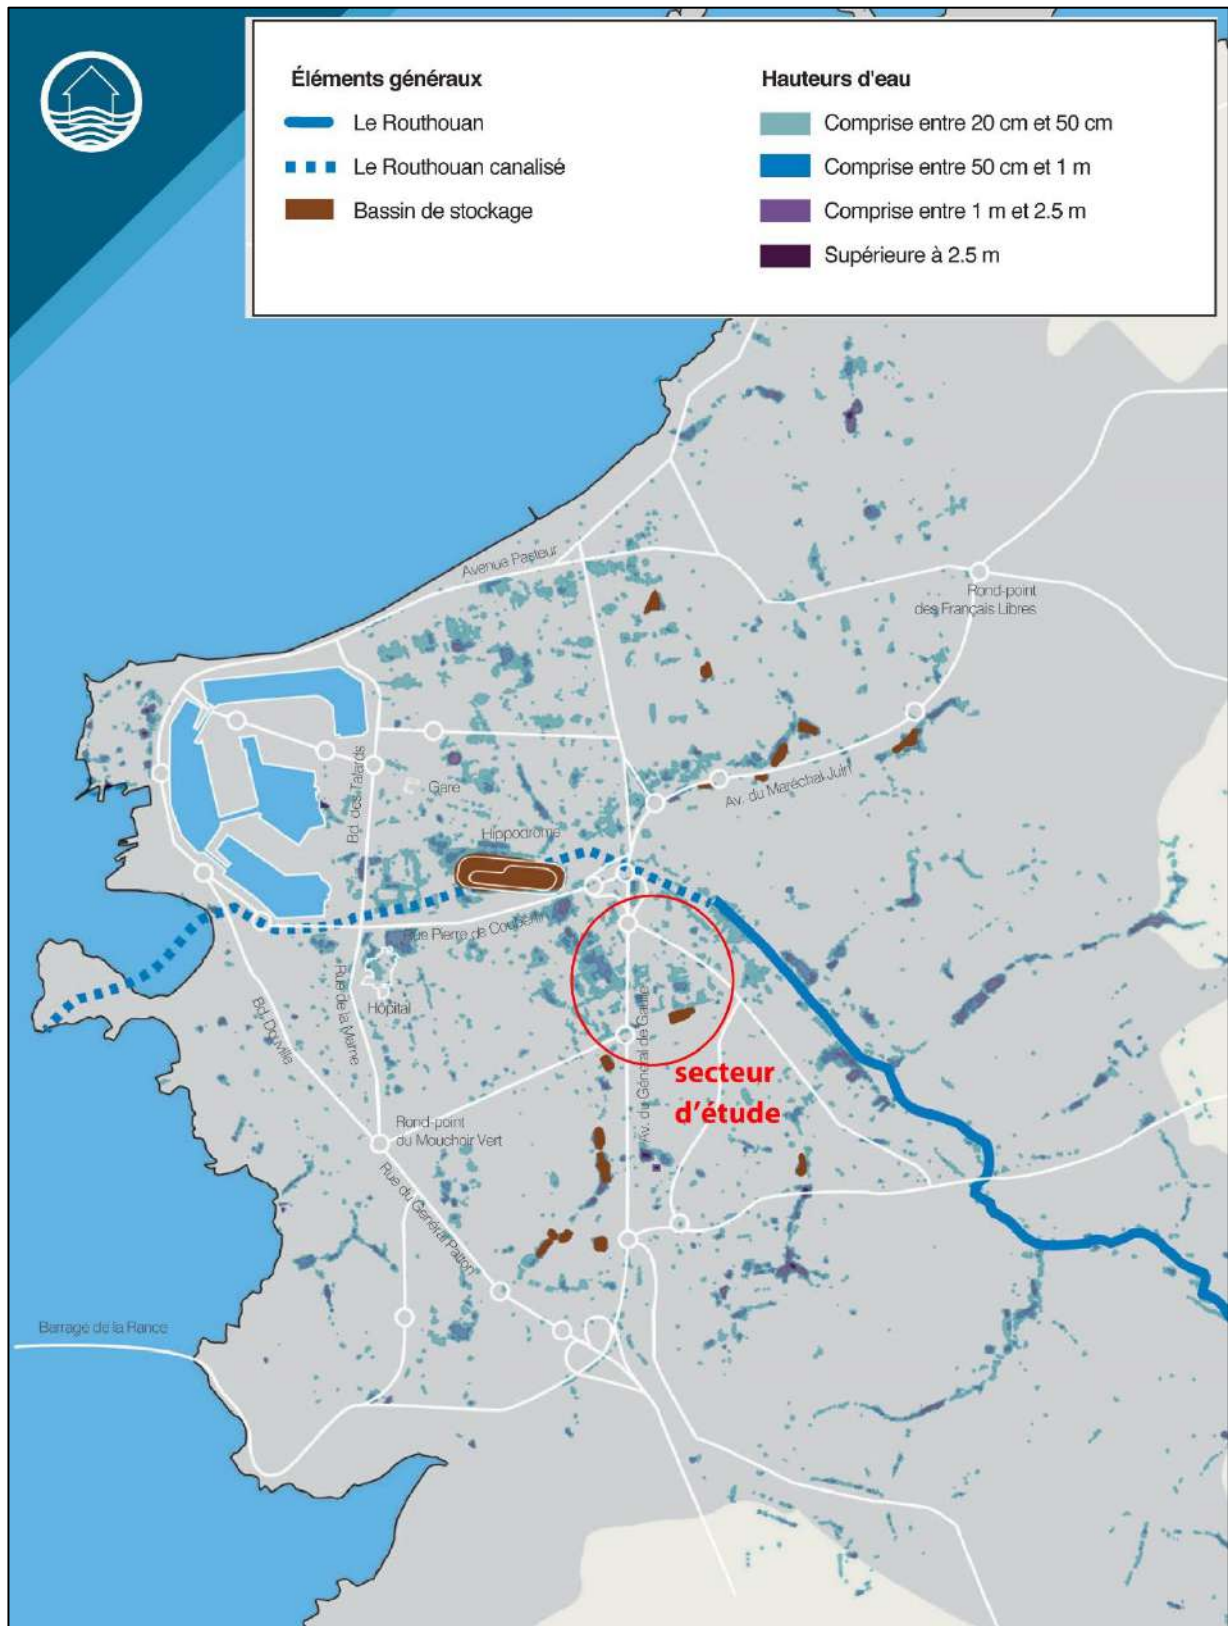 Éléments généraux
Le Routhouan
Le Routhouan canalisé
Bassin de stockage
Hauteurs d'eau
Comprise entre 20 cm et 50 cm
Comprise entre 50 cm et 1 m
Comprise entre 1 m et 2.5 m
Supérieure à 2.5 m
Avenue Pasteur
Rond-point
des Français Libres
Bd. des Talards
Gare
Av. du Maréchal Juin
Hippodrome
Rue Pierre de Coubertin
Rue de la Marne
Hôpital
Bd. Douville
Av. du Général de Gaulle
secteur
d'étude
Rond-point
du Mouchoir Vert
Rue du Général Patton
Barrage de la Rance